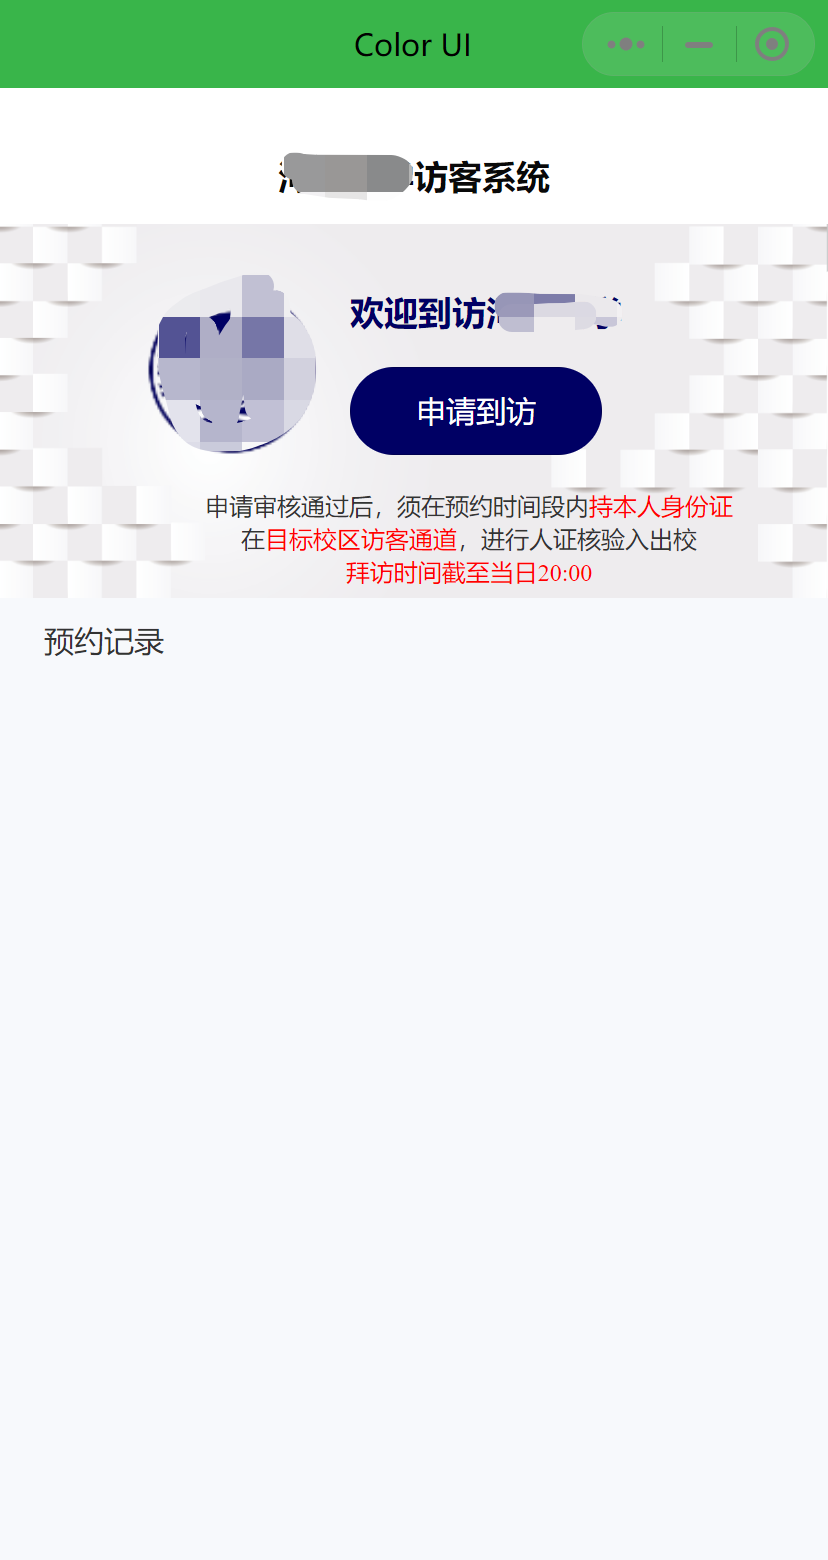 Color UI
访客系统
欢迎到访
申请到访
申请审核通过后，须在预约时间段内持本人身份证
在目标校区访客通道，进行人证核验入出校
拜访时间截至当日20:00
预约记录